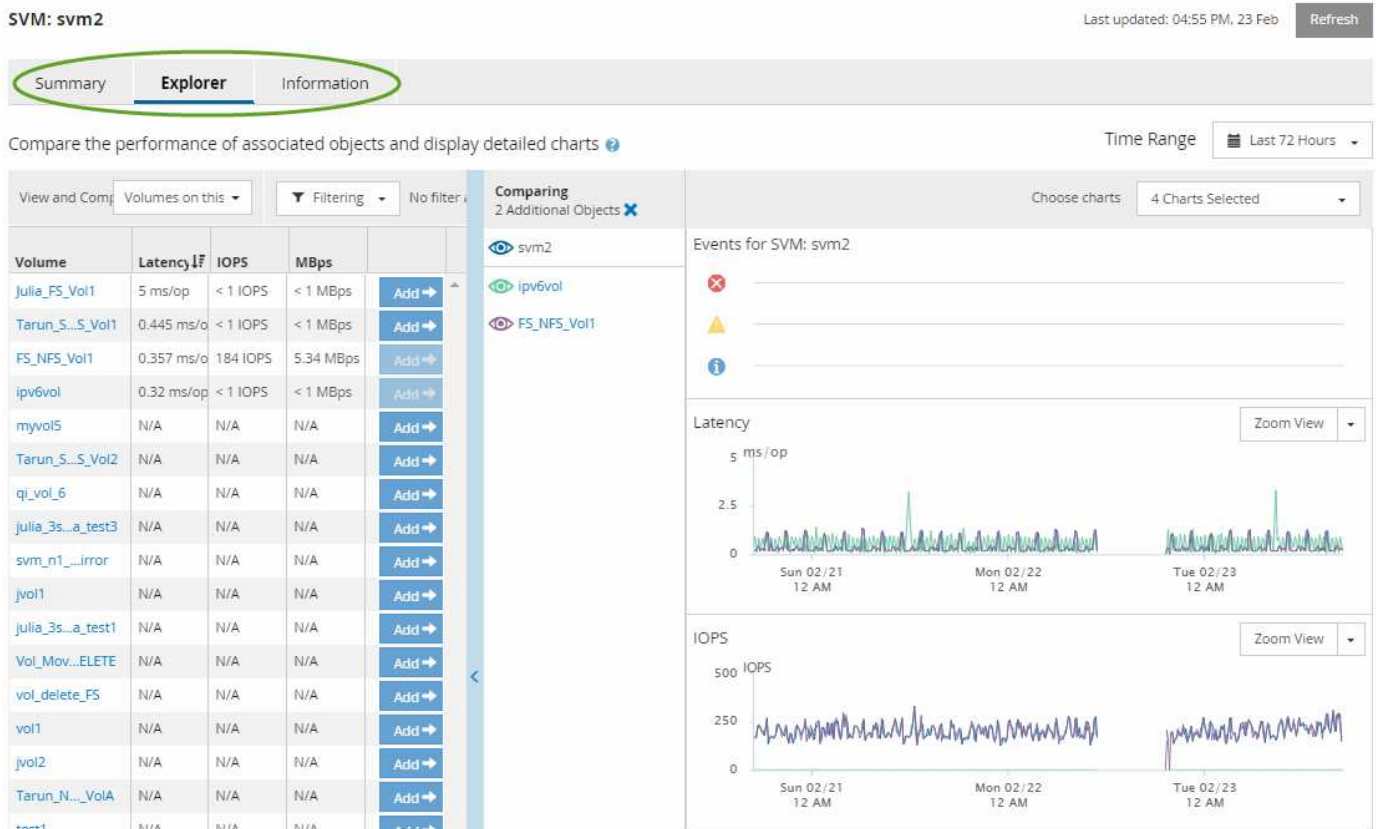 SVM: svm2
Last updated: 04:55 PM, 23 Feb Refresh
Summary Explorer Information
Compare the performance of associated objects and display detailed charts
Time Range Last 72 Hours
View and Comp Volumes on this Filtering No filter
Comparing
2 Additional Objects
Choose charts 4 Charts Selected
Volume Latency IOPS MBps
Julia_FS_Vol1 5 ms/op < 1 IOPS < 1 MBps Add
Tarun_S...S_Vol1 0.445 ms/o < 1 IOPS < 1 MBps Add
FS_NFS_Vol1 0.357 ms/o 184 IOPS 5.34 MBps Add
ipv6vol 0.32 ms/op < 1 IOPS < 1 MBps Add
myvol5 N/A N/A N/A Add
Tarun_S...S_Vol2 N/A N/A N/A Add
qi_vol_6 N/A N/A N/A Add
julia_3s...a_test3 N/A N/A N/A Add
svm_n1_...irror N/A N/A N/A Add
jvol1 N/A N/A N/A Add
julia_3s...a_test1 N/A N/A N/A Add
Vol_Mov...ELETE N/A N/A N/A Add
vol_delete_FS N/A N/A N/A Add
vol1 N/A N/A N/A Add
jvol2 N/A N/A N/A Add
Tarun_N..._VolA N/A N/A N/A Add
test1 N/A N/A N/A Add
svm2
ipv6vol
FS_NFS_Vol1
Events for SVM: svm2
Latency Zoom View
5 ms/op
2.5
0
Sun 02/21 Mon 02/22 Tue 02/23
12 AM 12 AM 12 AM
IOPS Zoom View
500 IOPS
250
0
Sun 02/21 Mon 02/22 Tue 02/23
12 AM 12 AM 12 AM